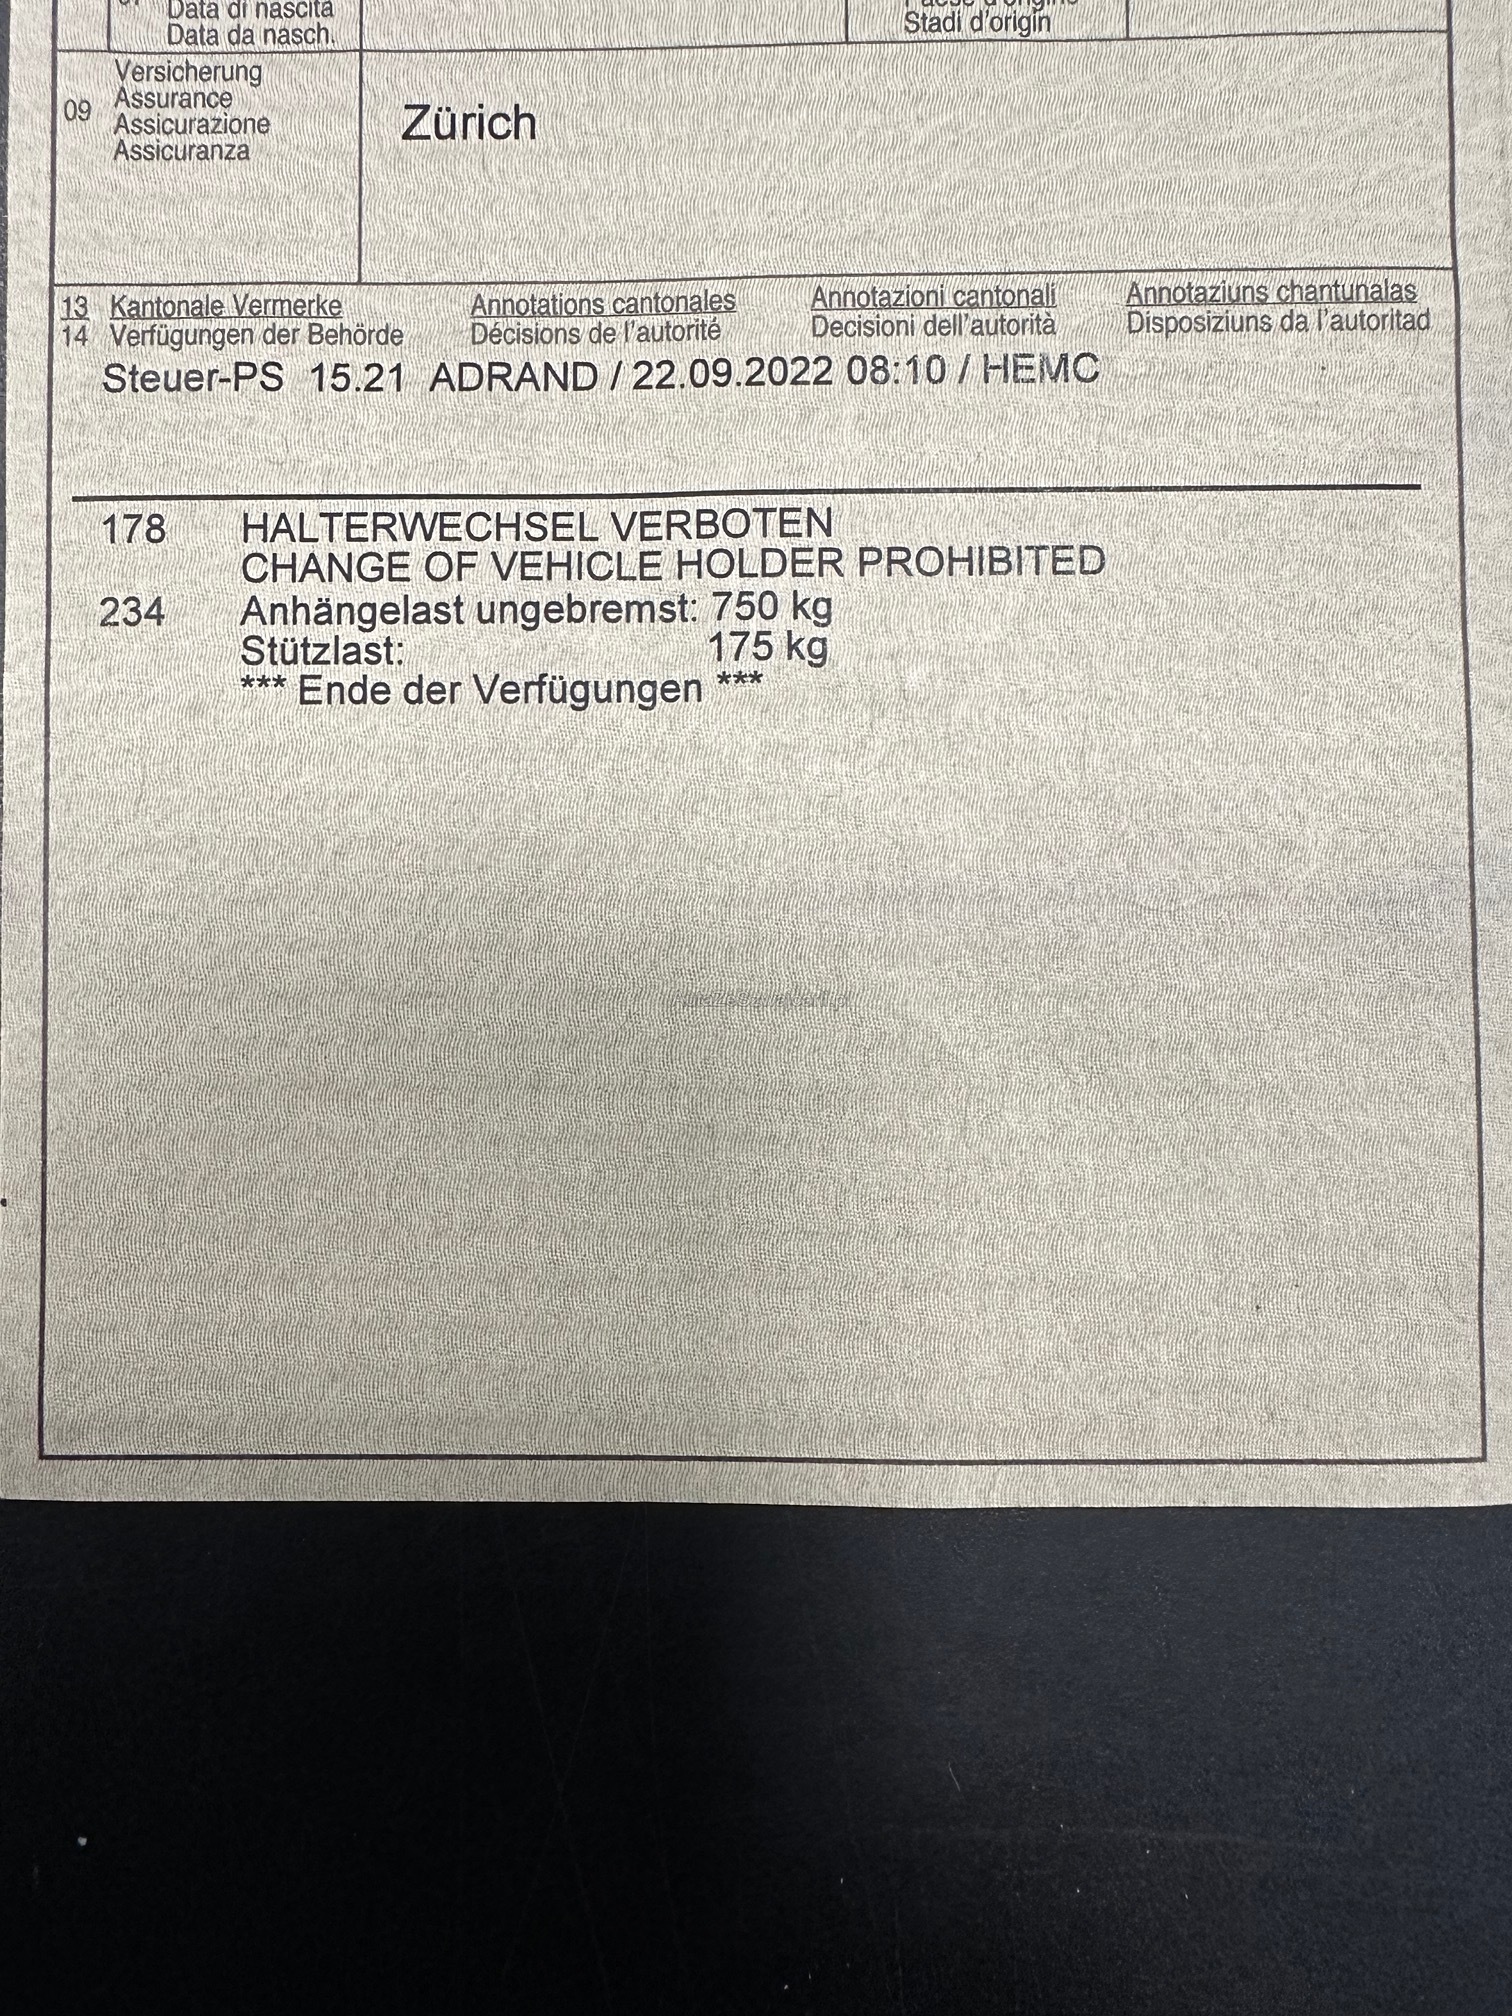 Data di nascita
Data da nasch.
Stadi d'origin
09
Versicherung
Assurance
Assicurazione
Assicuranza
Zürich
13 Kantonale Vermerke Annotations cantonales Annotazioni cantonali Annotaziuns chantunalas
14 Verfügungen der Behörde Décisions de l'autorité Decisioni dell'autorità Disposiziuns da l'autoritad
Steuer-PS 15.21 ADRAND / 22.09.2022 08:10 / HEMC
178 HALTERWECHSEL VERBOTEN
CHANGE OF VEHICLE HOLDER PROHIBITED
234 Anhängelast ungebremst: 750 kg
Stützlast: 175 kg
*** Ende der Verfügungen ***